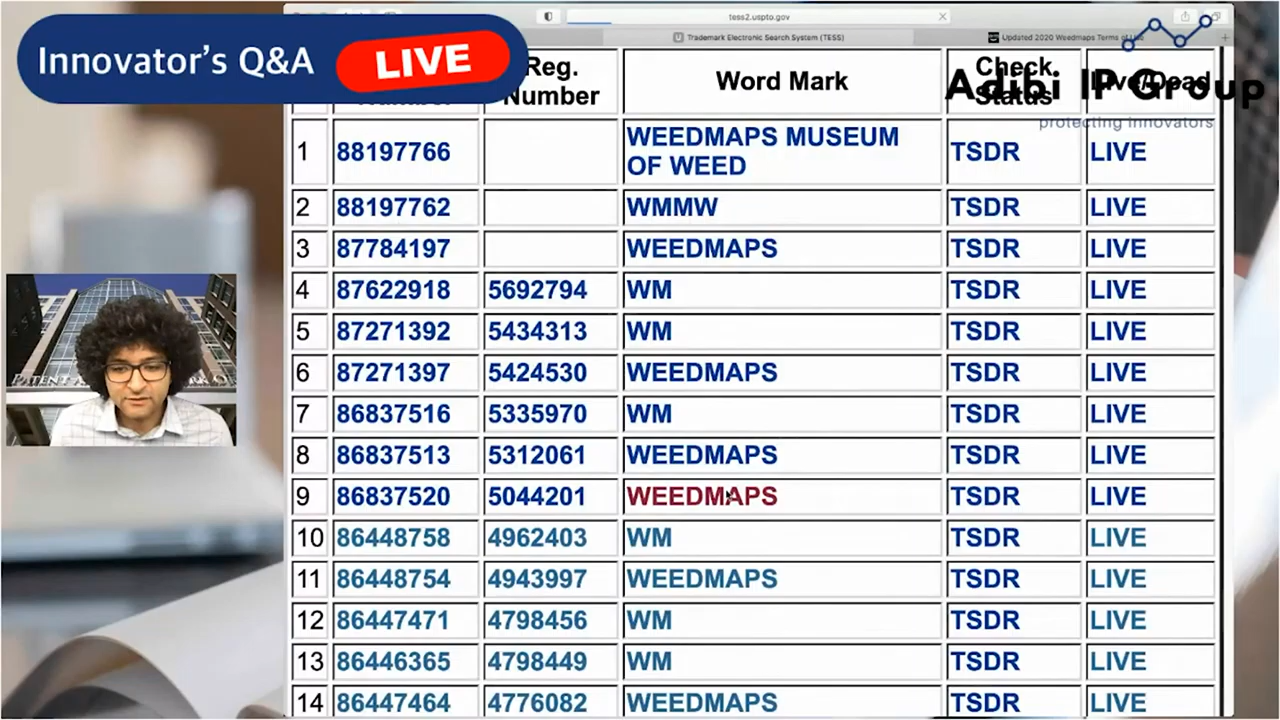 Innovator's Q&A LIVE
tess2.uspto.gov
Trademark Electronic Search System (TESS)
Updated 2020 Weedmaps Terms of
Adibi IP Group
protecting innovators
Reg. Number
Word Mark
Check Status
Live/Dead
1 88197766 WEEDMAPS MUSEUM OF WEED TSDR LIVE
2 88197762 WMMW TSDR LIVE
3 87784197 WEEDMAPS TSDR LIVE
4 87622918 5692794 WM TSDR LIVE
5 87271392 5434313 WM TSDR LIVE
6 87271397 5424530 WEEDMAPS TSDR LIVE
7 86837516 5335970 WM TSDR LIVE
8 86837513 5312061 WEEDMAPS TSDR LIVE
9 86837520 5044201 WEEDMAPS TSDR LIVE
10 86448758 4962403 WM TSDR LIVE
11 86448754 4943997 WEEDMAPS TSDR LIVE
12 86447471 4798456 WM TSDR LIVE
13 86446365 4798449 WM TSDR LIVE
14 86447464 4776082 WEEDMAPS TSDR LIVE